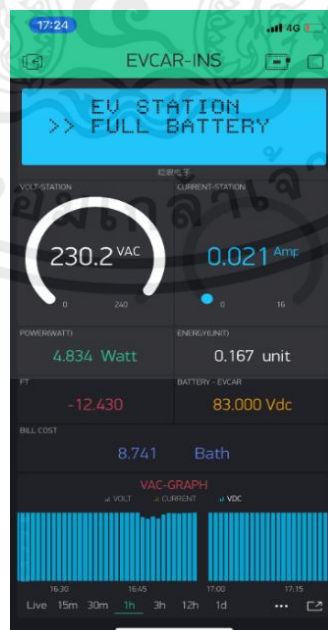 17:24
4G
EVCAR-INS
EV STATION
>> FULL BATTERY
VOLT-STATION
CURRENT-STATION
230.2 VAC
0.021 Amp
0
240
0
16
POWER(WATT)
ENERGY(UNIT)
4.834 Watt
0.167 unit
FT
BATTERY - EVCAR
-12.430
83.000 Vdc
BILL COST
8.741 Bath
VAC-GRAPH
VOLT
CURRENT
VDC
16:30
16:45
17:00
17:15
Live
15m
30m
1h
3h
12h
1d